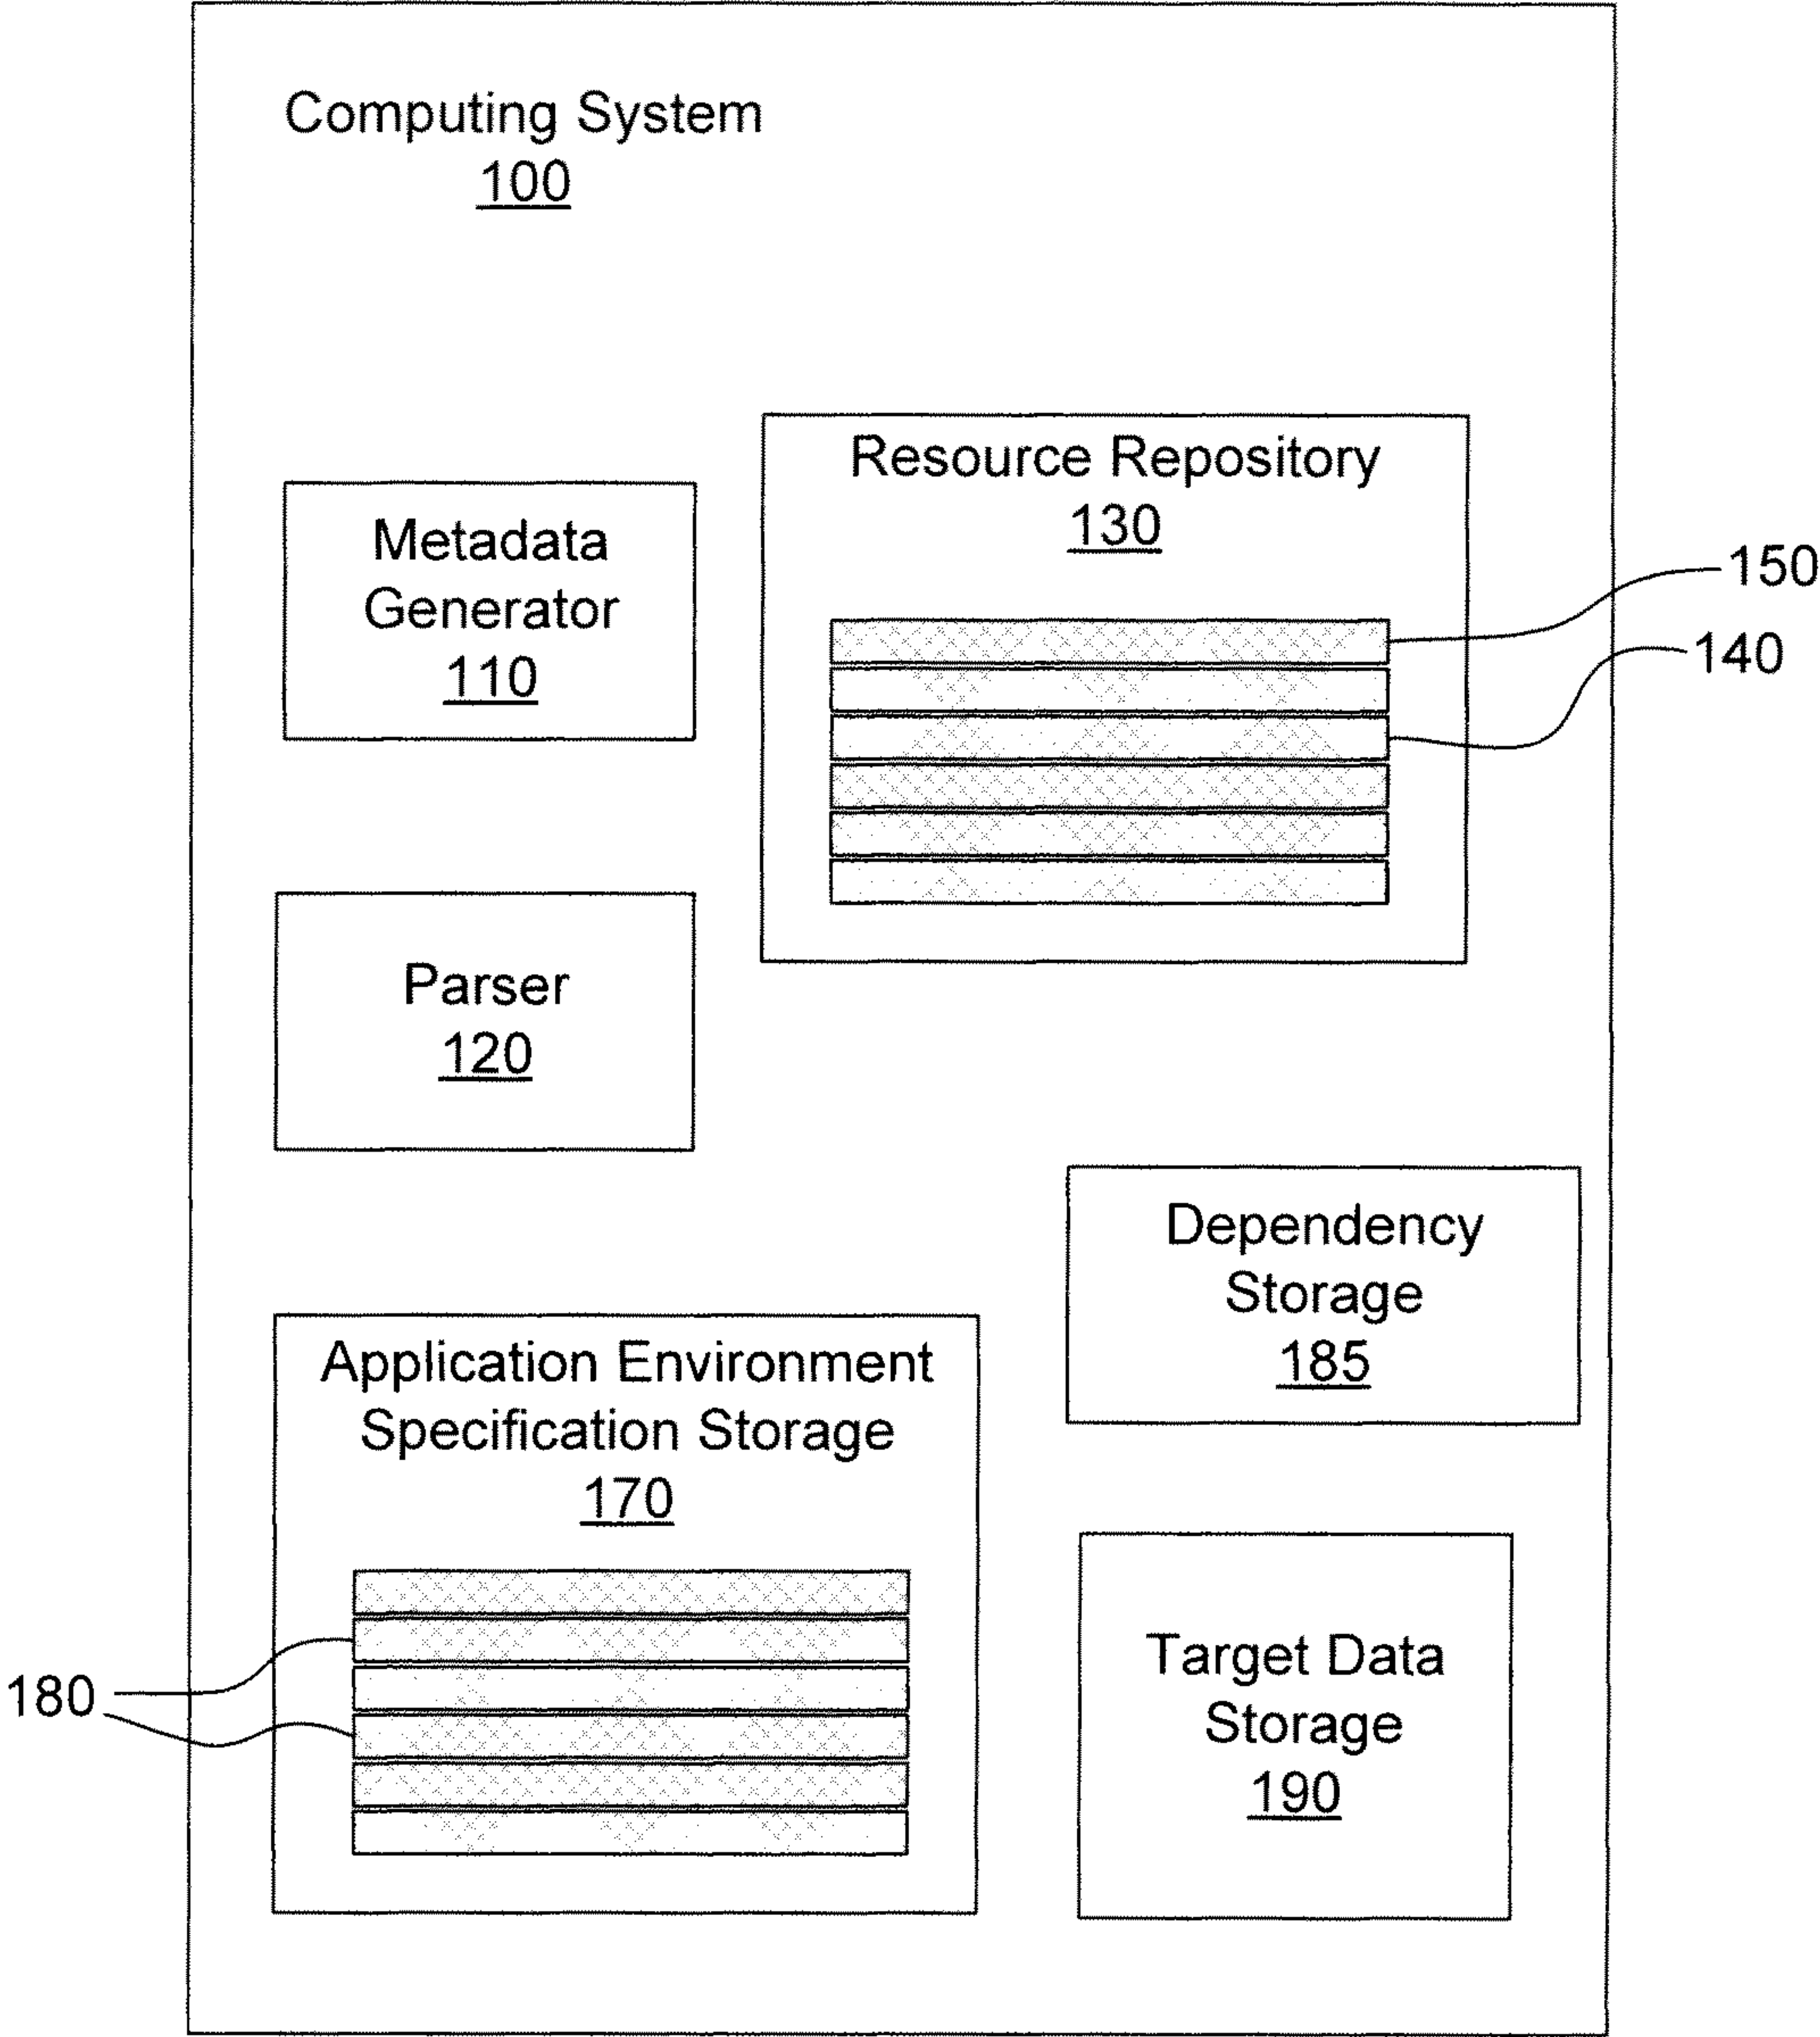 Computing System
100
Resource Repository
130
Metadata
Generator
110
150
140
Parser
120
Dependency
Storage
185
Application Environment
Specification Storage
170
180
Target Data
Storage
190